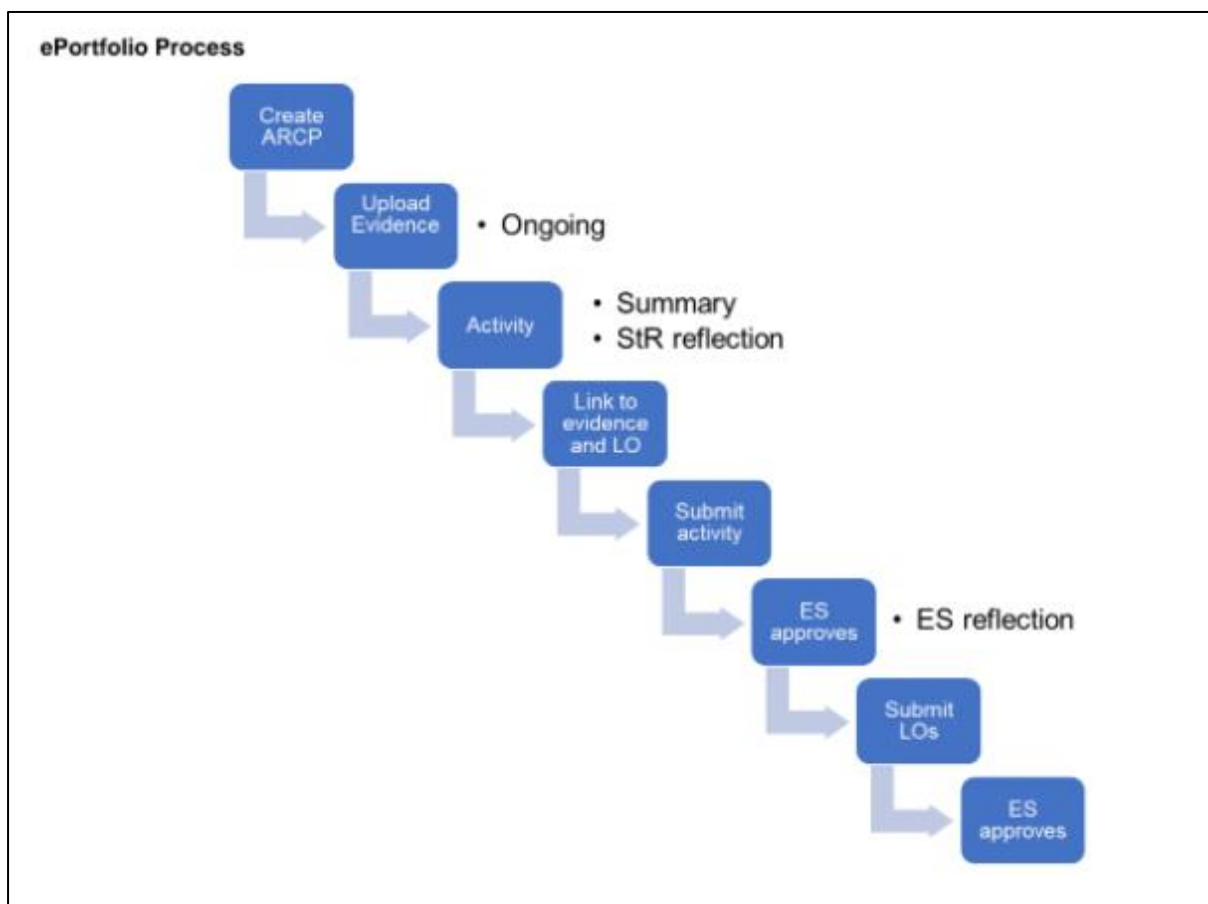 ePortfolio Process
Create
ARCP
Upload
Evidence
• Ongoing
Activity
• Summary
• StR reflection
Link to
evidence
and LO
Submit
activity
ES
approves
• ES reflection
Submit
LOs
ES
approves